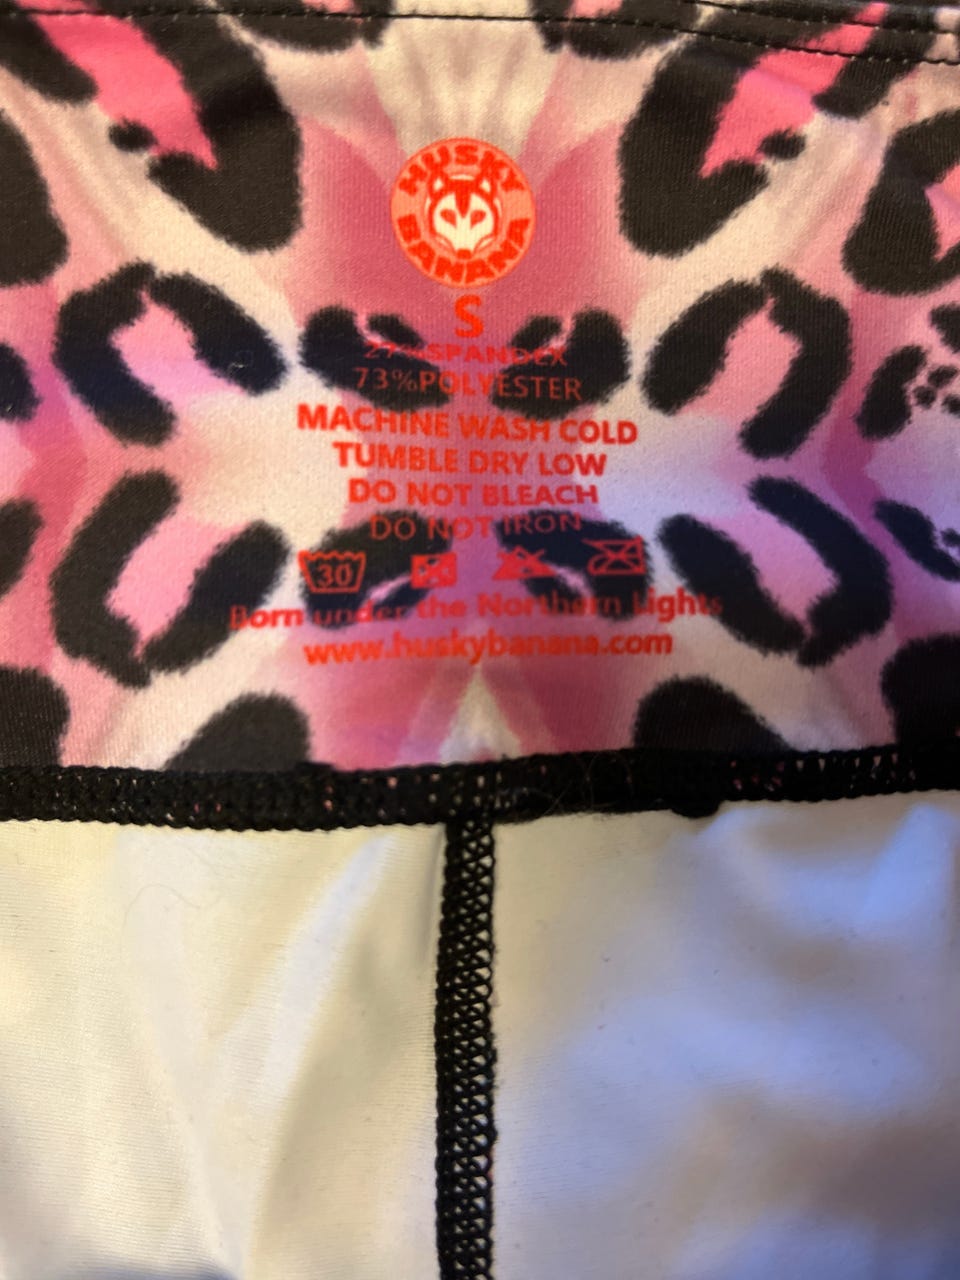 HUSKY
BANANA
S
27%SPANDEX
73%POLYESTER
MACHINE WASH COLD
TUMBLE DRY LOW
DO NOT BLEACH
DO NOT IRON
30
Born under the Northern Lights
www.huskybanana.com